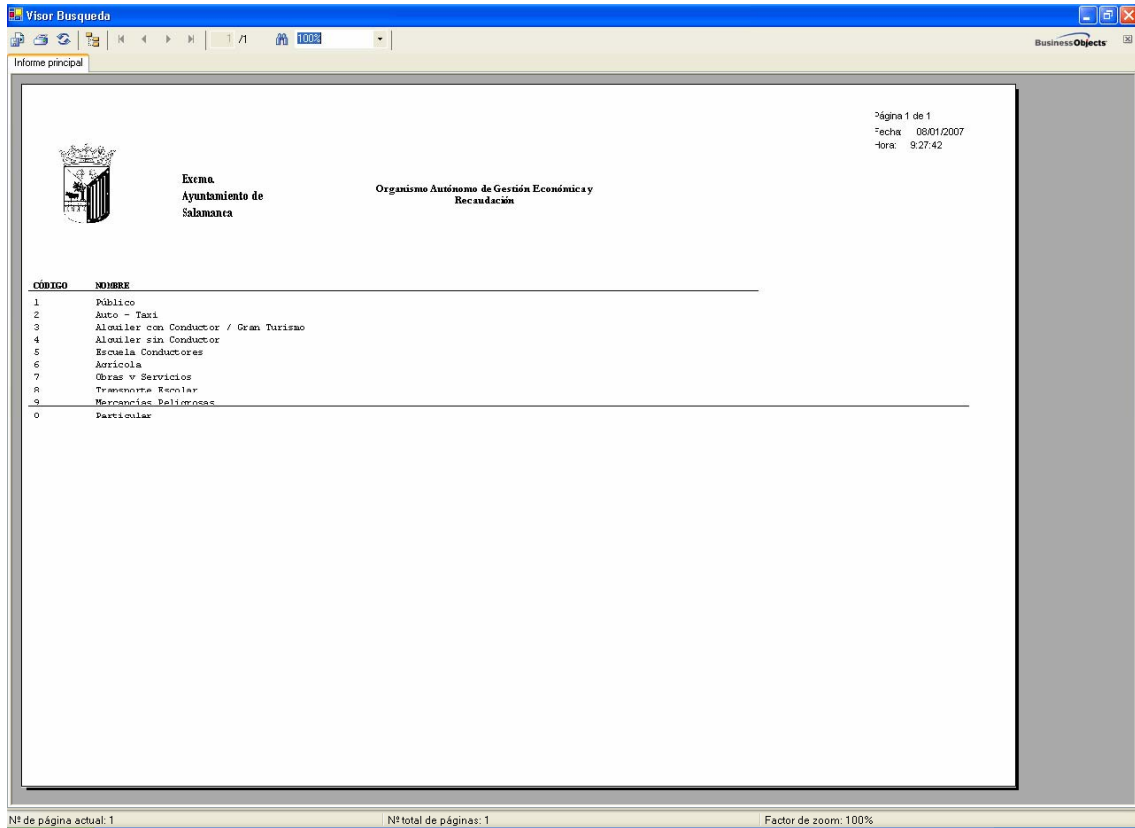 Visor Busqueda
1 /1 100%
BusinessObjects
Informe principal
Página 1 de 1
Fecha: 08/01/2007
Hora: 9:27:42
Excmo.
Ayuntamiento de
Salamanca
Organismo Autónomo de Gestión Económica y
Recaudación
CÓDIGO NOMBRE
1 Público
2 Auto - Taxi
3 Alquiler con Conductor / Gran Turismo
4 Alquiler sin Conductor
5 Escuela Conductores
6 Agrícola
7 Obras y Servicios
8 Transporte Escolar
9 Mercancías Peligrosas
0 Particular
Nº de página actual: 1 Nº total de páginas: 1 Factor de zoom: 100%